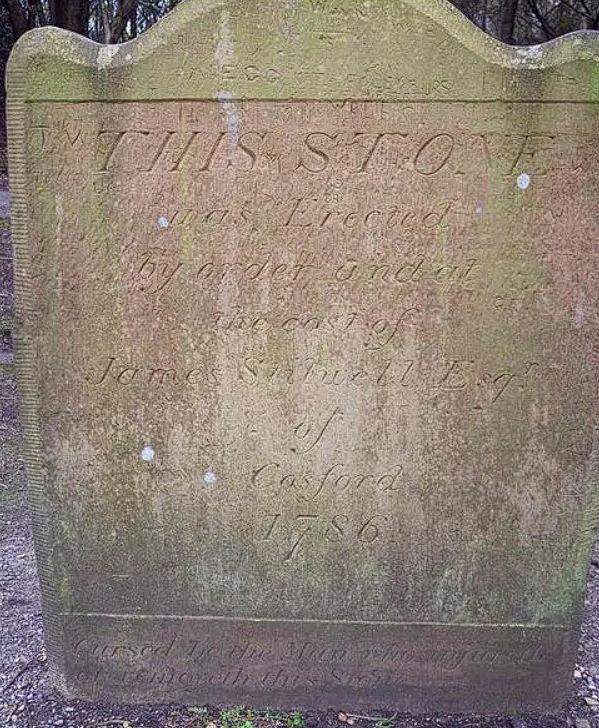 THIS STONE
was Erected
by order and at
the cost of
James Stilwell Esqr
of
Cosford
1786.
Cursed be the Man who
or removeth this Stone